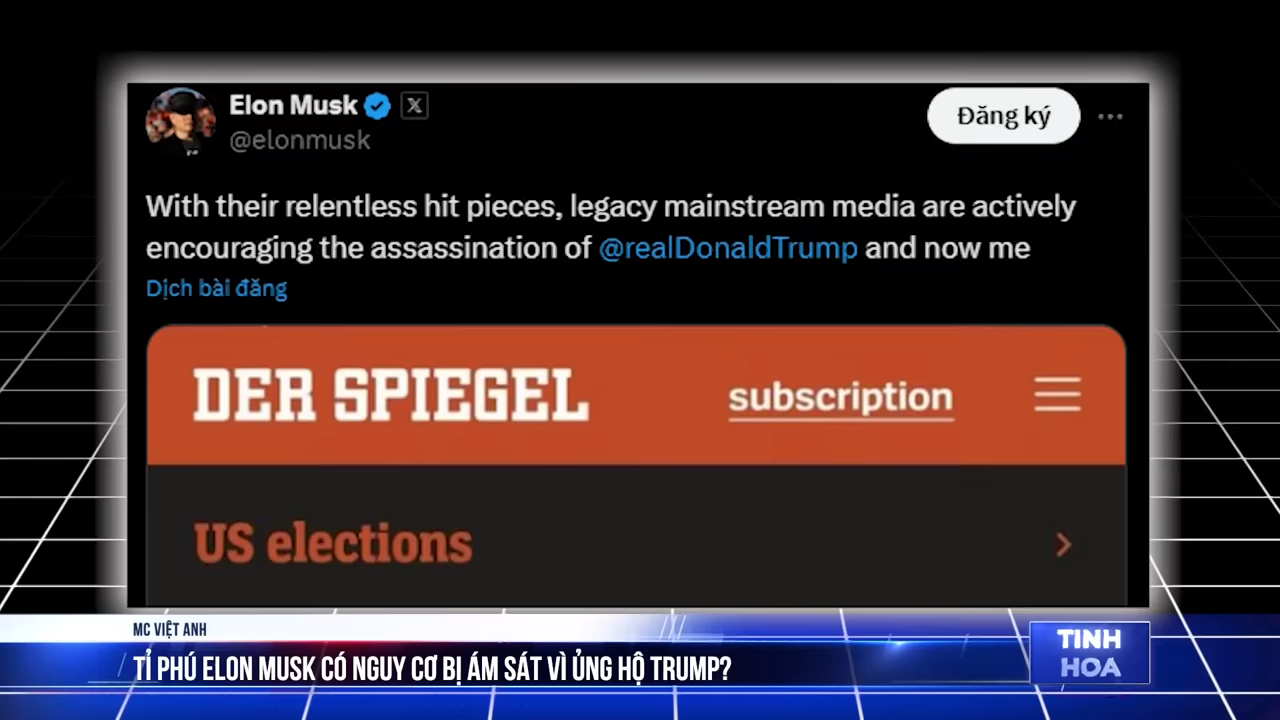 Elon Musk
Đăng ký
@elonmusk
With their relentless hit pieces, legacy mainstream media are actively
encouraging the assassination of @realDonaldTrump and now me
Dịch bài đăng
DER SPIEGEL
subscription
US elections
MC VIỆT ANH
TỈ PHÚ ELON MUSK CÓ NGUY CƠ BỊ ÁM SÁT VÌ ỦNG HỘ TRUMP?
TINH
HOA